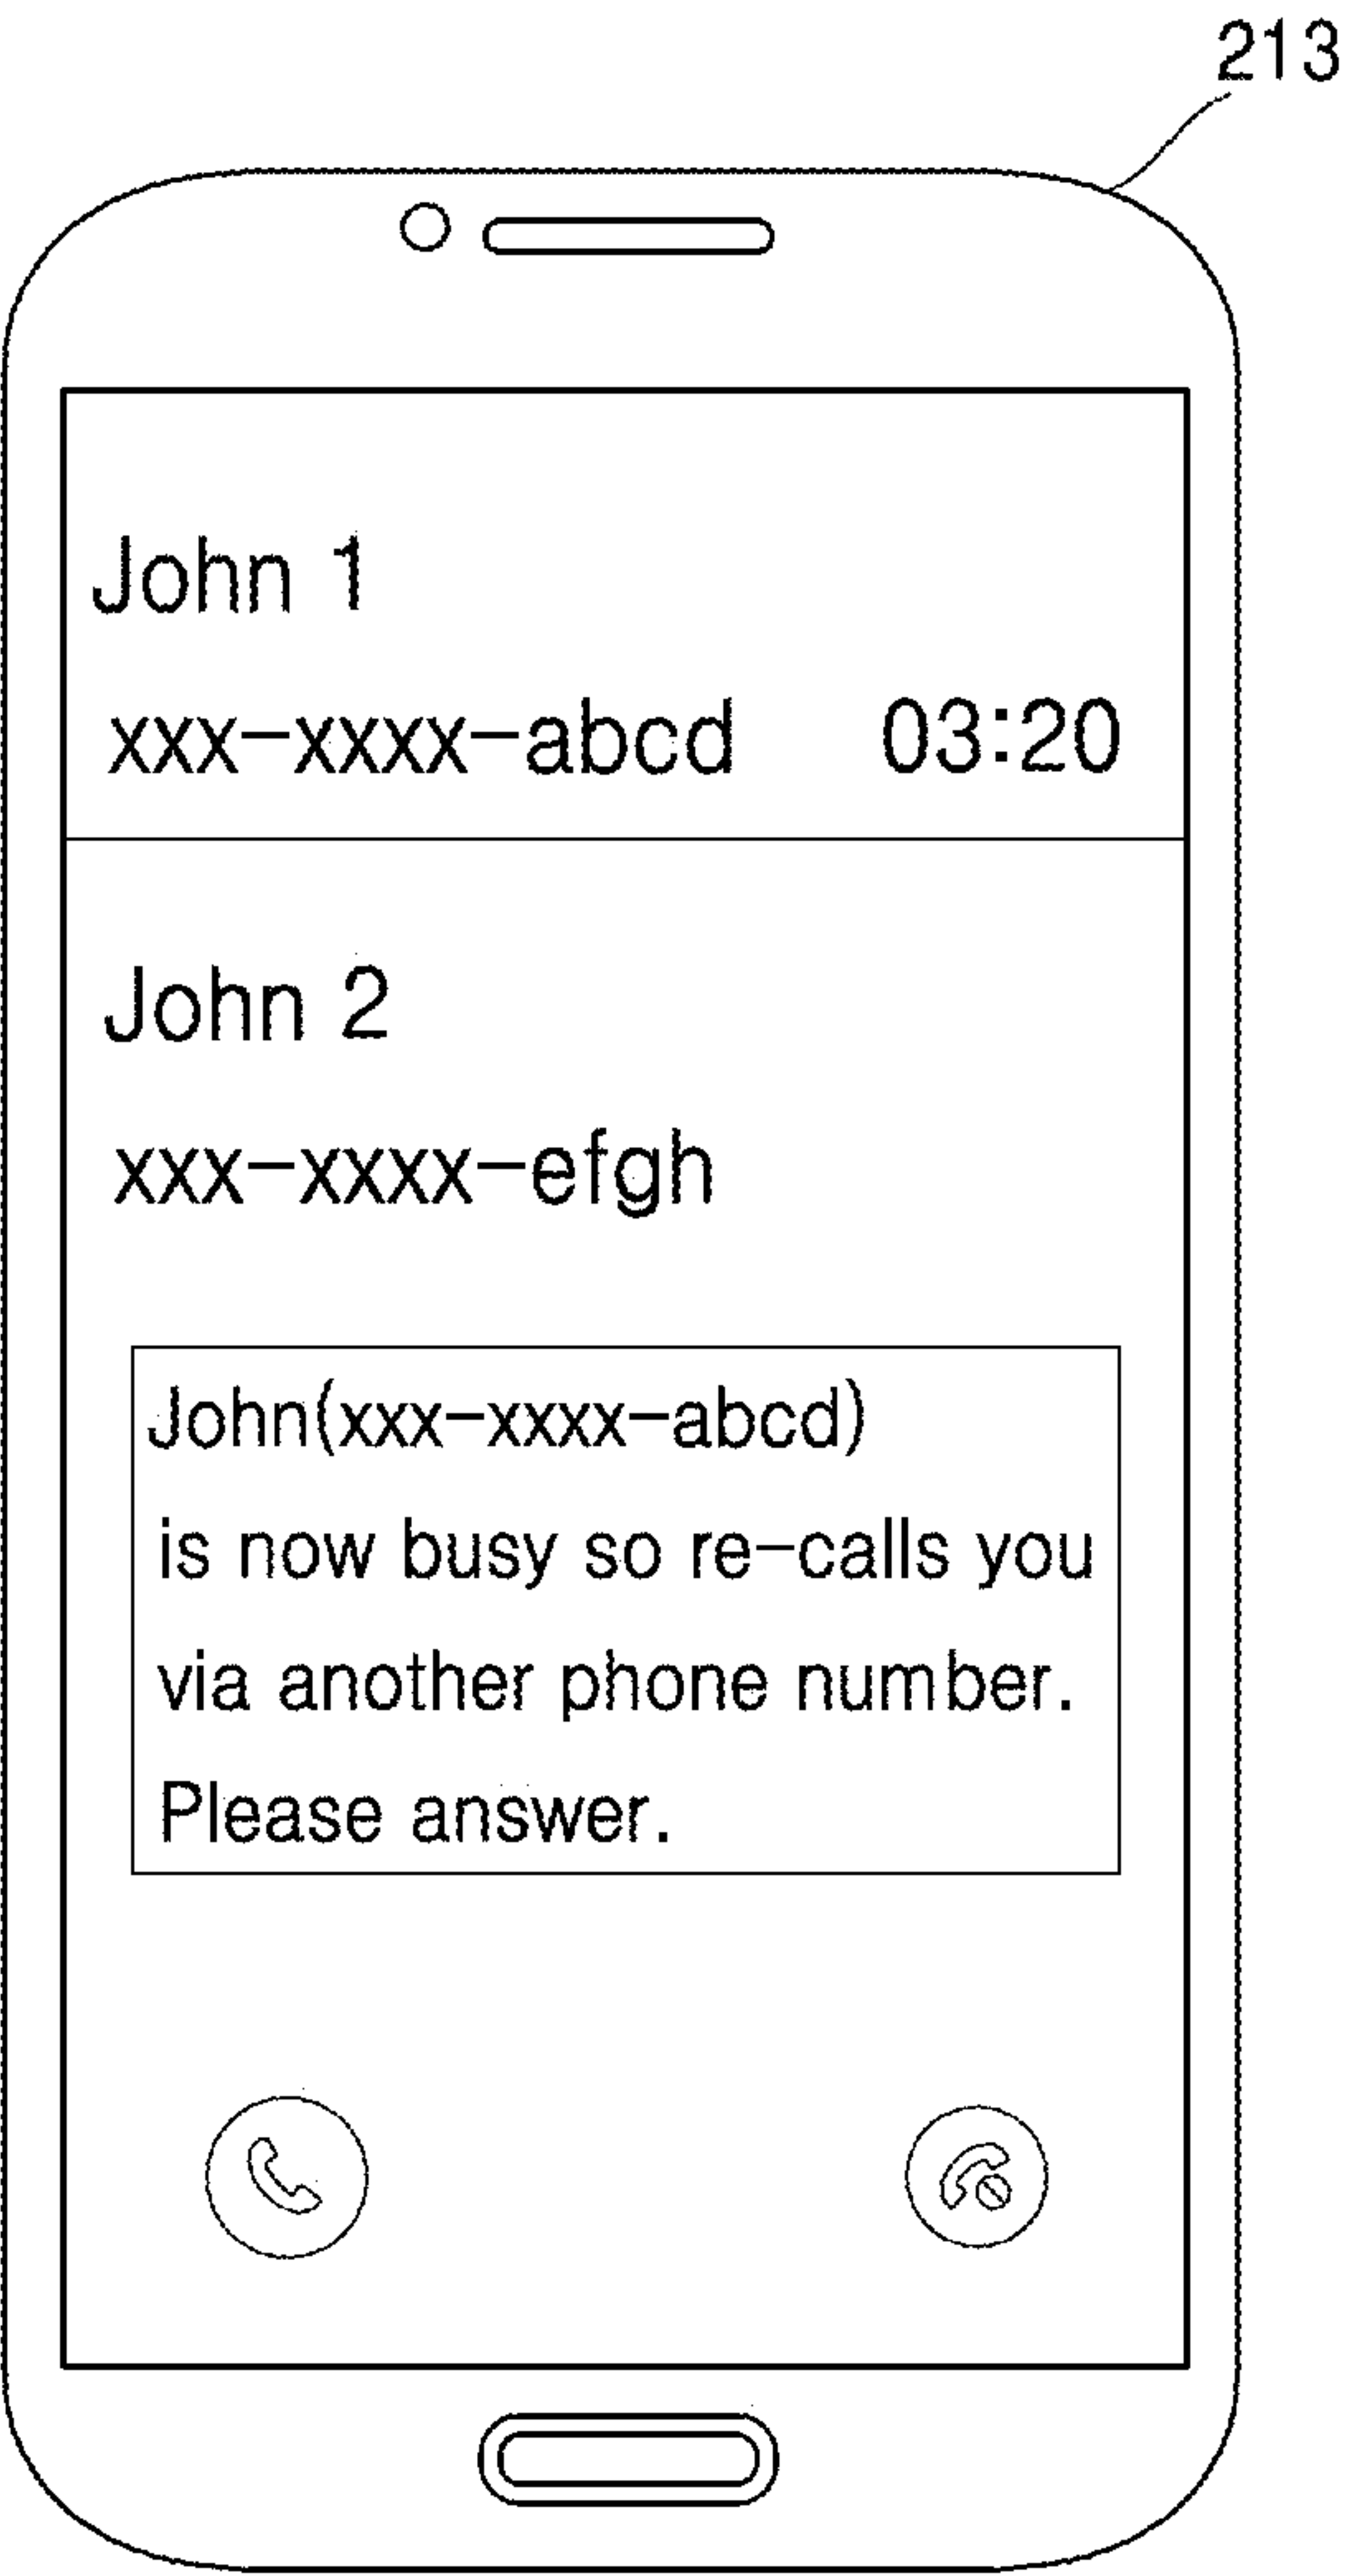 213
John 1
xxx-xxxx-abcd 03:20
John 2
xxx-xxxx-efgh
John(xxx-xxxx-abcd)
is now busy so re-calls you
via another phone number.
Please answer.